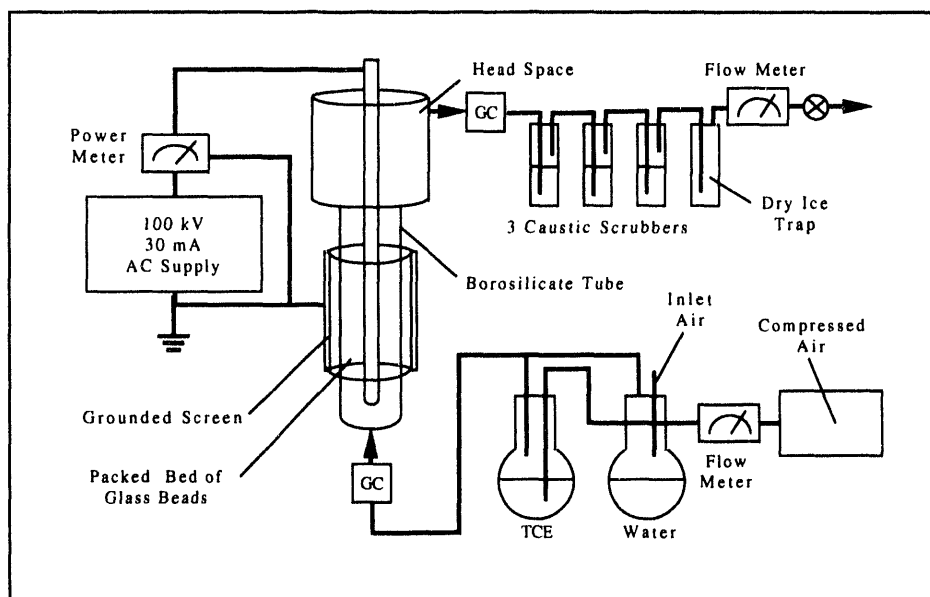 Head Space
GC
Flow Meter
Power
Meter
100 kV
30 mA
AC Supply
3 Caustic Scrubbers
Dry Ice
Trap
Borosilicate Tube
Inlet
Air
Compressed
Air
Grounded Screen
Packed Bed of
Glass Beads
GC
TCE
Water
Flow
Meter